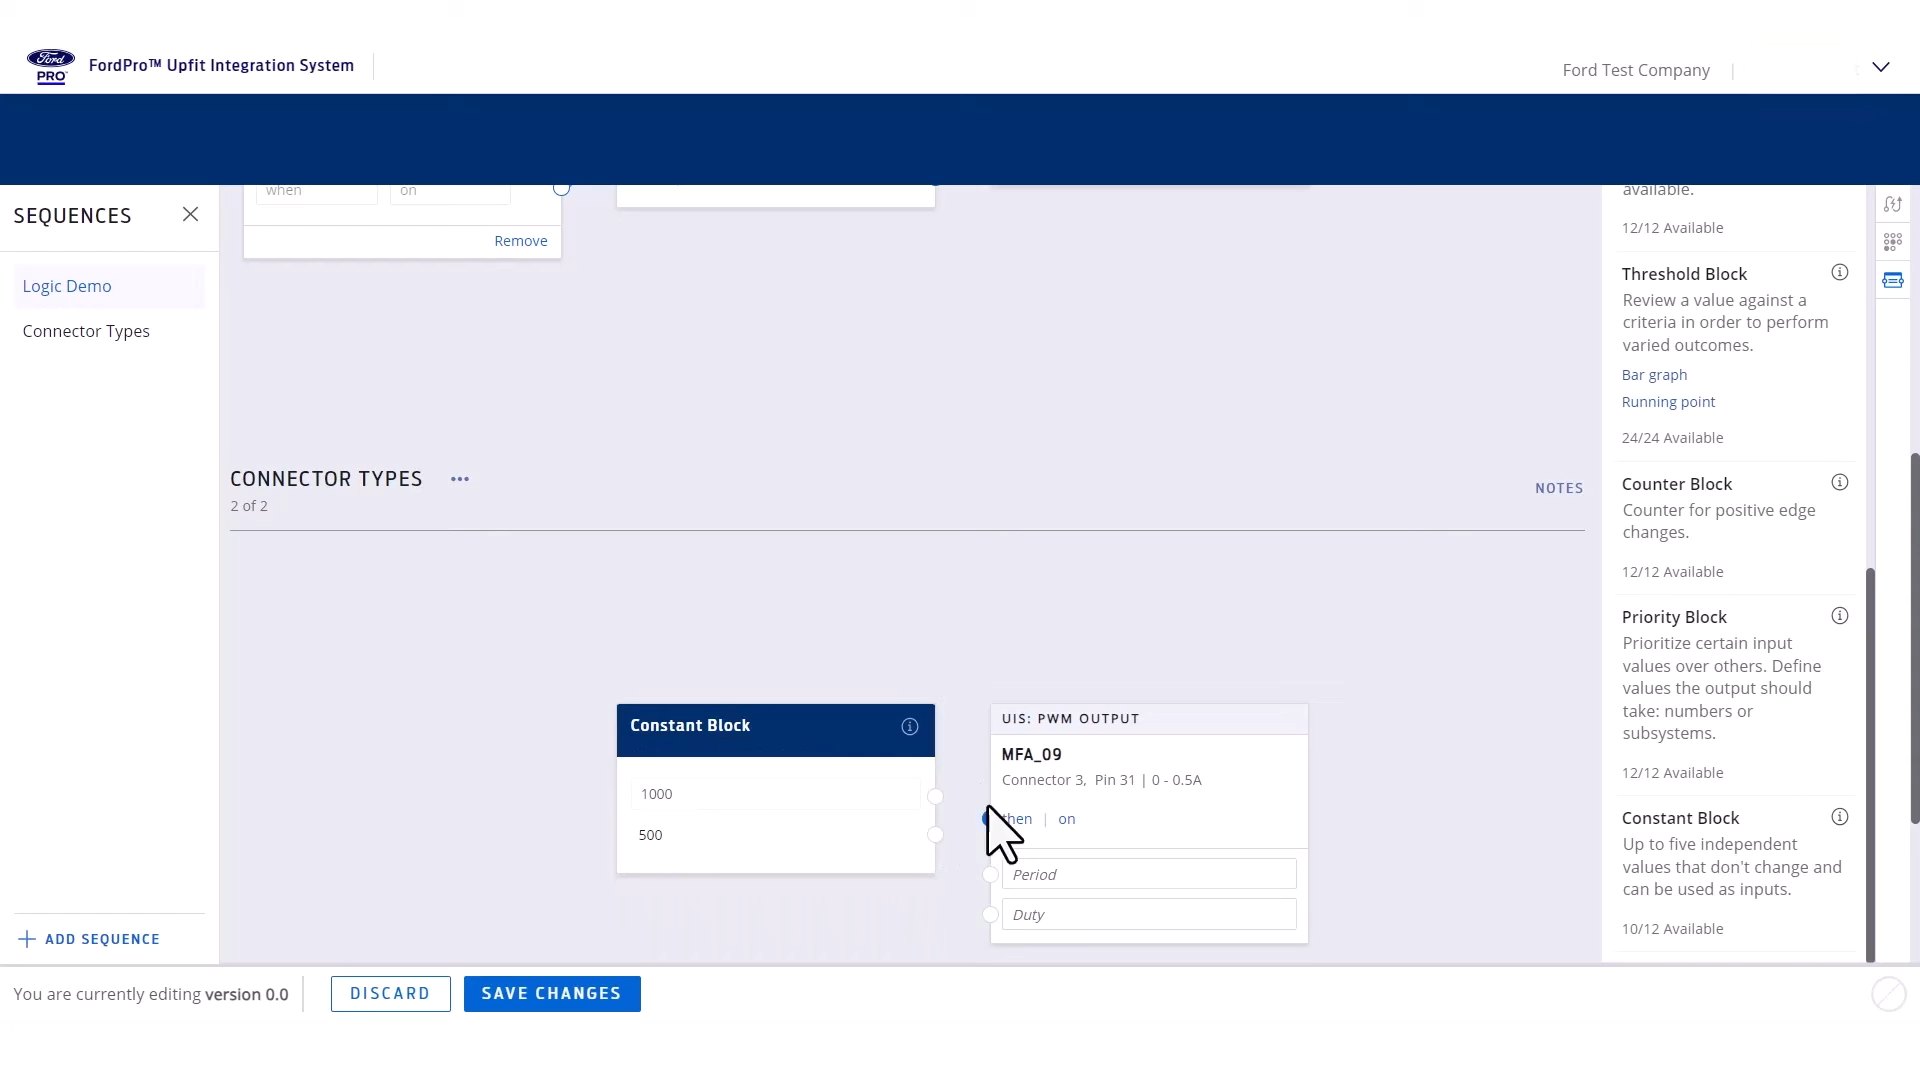 Ford
PRO
FordPro™ Upfit Integration System
Ford Test Company
SEQUENCES
Logic Demo
Connector Types
ADD SEQUENCE
when
on
Remove
CONNECTOR TYPES
2 of 2
NOTES
Constant Block
1000
500
UIS: PWM OUTPUT
MFA_09
Connector 3, Pin 31 | 0 - 0.5A
then | on
Period
Duty
available.
12/12 Available
Threshold Block
Review a value against a
criteria in order to perform
varied outcomes.
Bar graph
Running point
24/24 Available
Counter Block
Counter for positive edge
changes.
12/12 Available
Priority Block
Prioritize certain input
values over others. Define
values the output should
take: numbers or
subsystems.
12/12 Available
Constant Block
Up to five independent
values that don't change and
can be used as inputs.
10/12 Available
You are currently editing version 0.0
DISCARD
SAVE CHANGES